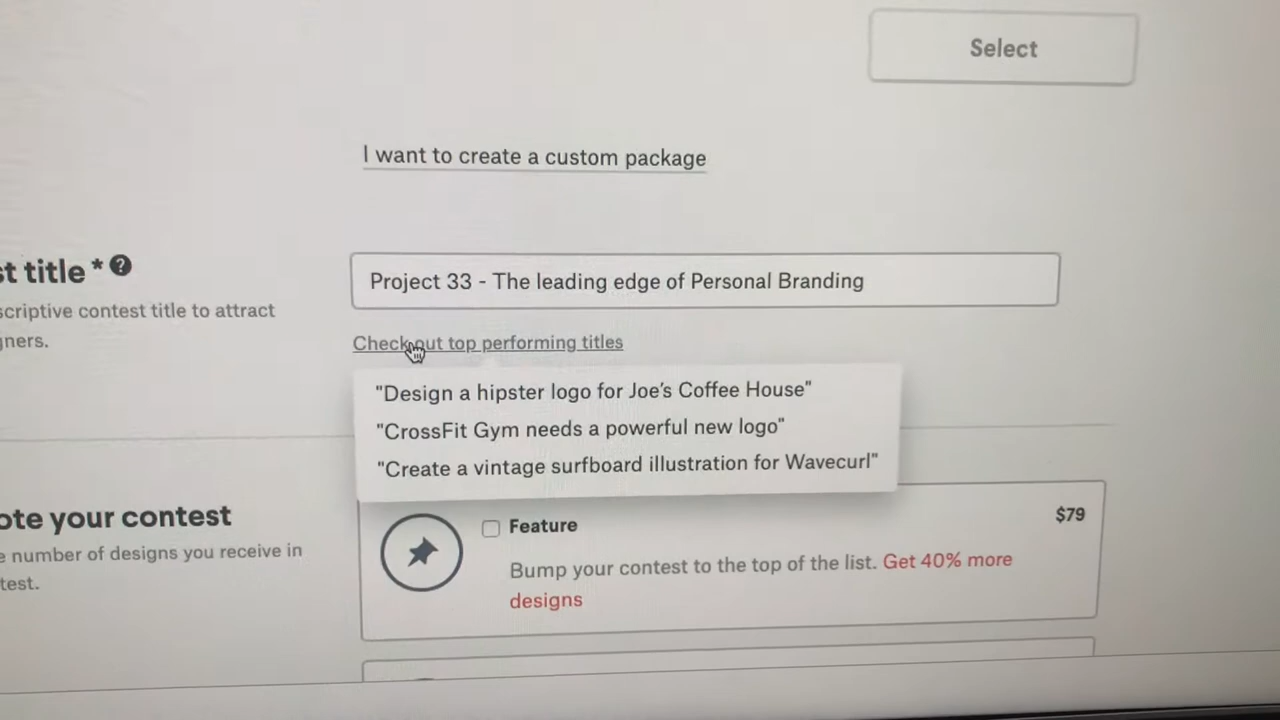 Select
I want to create a custom package
st title *
Project 33 - The leading edge of Personal Branding
scriptive contest title to attract
gners.
Check out top performing titles
"Design a hipster logo for Joe's Coffee House"
"CrossFit Gym needs a powerful new logo"
"Create a vintage surfboard illustration for Wavecurl"
ote your contest
e number of designs you receive in
test.
Feature
$79
Bump your contest to the top of the list. Get 40% more
designs